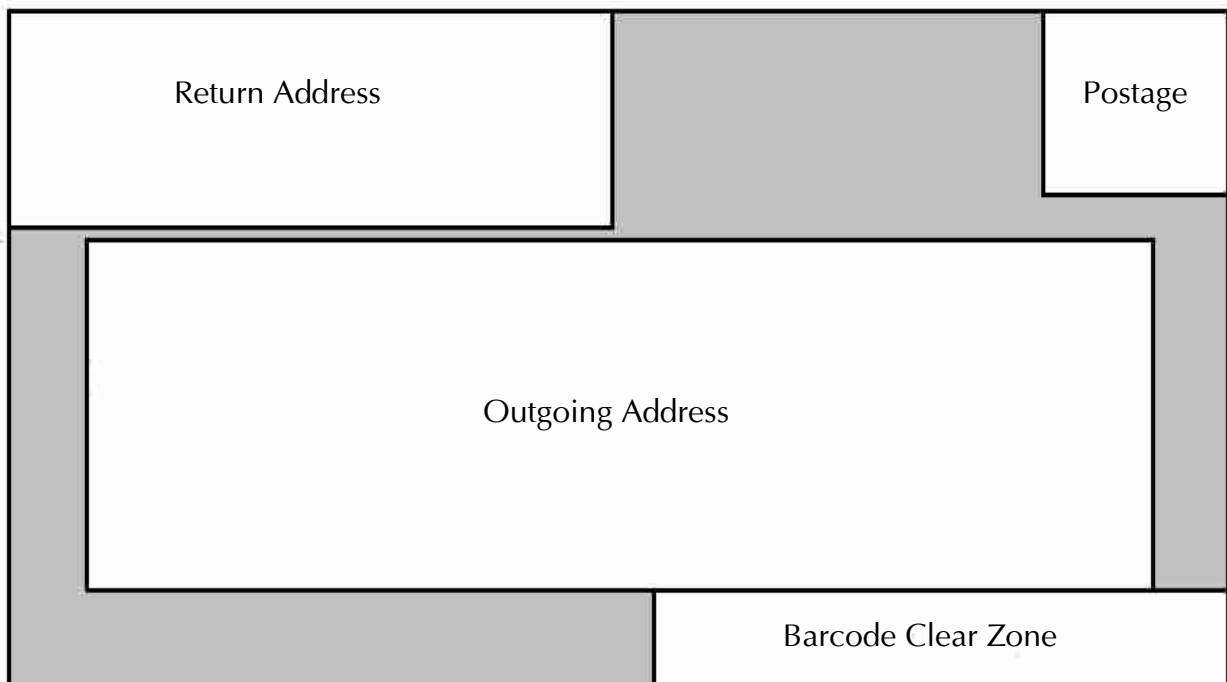 Return Address
Postage
Outgoing Address
Barcode Clear Zone